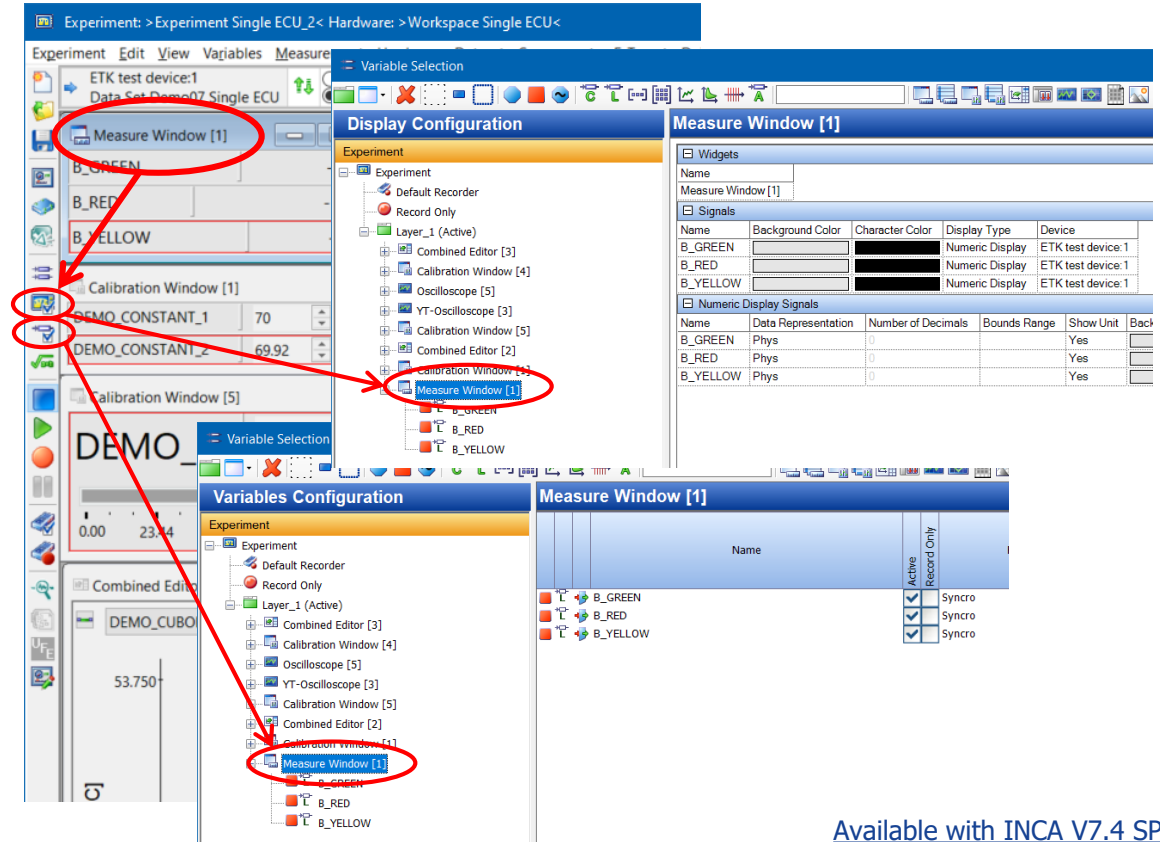 Experiment: >Experiment Single ECU_2< Hardware: >Workspace Single ECU<
Experiment Edit View Variables Measure
ETK test device:1
Data Set Demo07 Single ECU
Measure Window [1]
B_GREEN
B_RED
B_YELLOW
Calibration Window [1]
DEMO_CONSTANT_1 70
DEMO_CONSTANT_2 69.92
Calibration Window [5]
DEMO_
0.00 23.44
Combined Edito
DEMO_CUBO
53.750
Variable Selection
Display Configuration
Experiment
Experiment
Default Recorder
Record Only
Layer_1 (Active)
Combined Editor [3]
Calibration Window [4]
Oscilloscope [5]
YT-Oscilloscope [3]
Calibration Window [5]
Combined Editor [2]
Calibration Window [1]
Measure Window [1]
B_GREEN
B_RED
B_YELLOW
Measure Window [1]
Widgets
Name
Measure Window [1]
Signals
Name Background Color Character Color Display Type Device
B_GREEN Numeric Display ETK test device:1
B_RED Numeric Display ETK test device:1
B_YELLOW Numeric Display ETK test device:1
Numeric Display Signals
Name Data Representation Number of Decimals Bounds Range Show Unit Back
B_GREEN Phys 0 Yes
B_RED Phys 0 Yes
B_YELLOW Phys 0 Yes
Variable Selection
Variables Configuration
Experiment
Experiment
Default Recorder
Record Only
Layer_1 (Active)
Combined Editor [3]
Calibration Window [4]
Oscilloscope [5]
YT-Oscilloscope [3]
Calibration Window [5]
Combined Editor [2]
Calibration Window [1]
Measure Window [1]
B_GREEN
B_RED
B_YELLOW
Measure Window [1]
Name Active Record Only
B_GREEN Syncro
B_RED Syncro
B_YELLOW Syncro
Available with INCA V7.4 SP